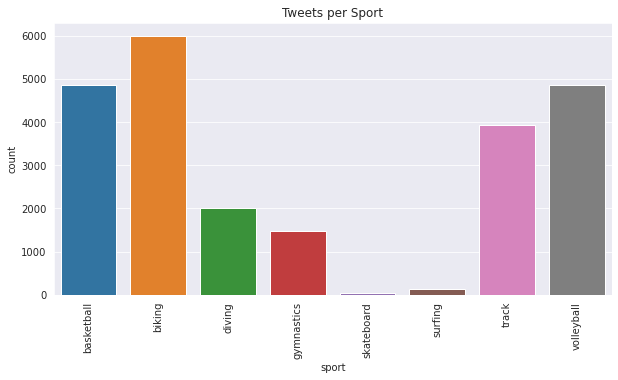 Tweets per Sport
6000
5000
4000
3000
2000
1000
0
count
basketball
biking
diving
gymnastics
skateboard
surfing
track
volleyball
sport